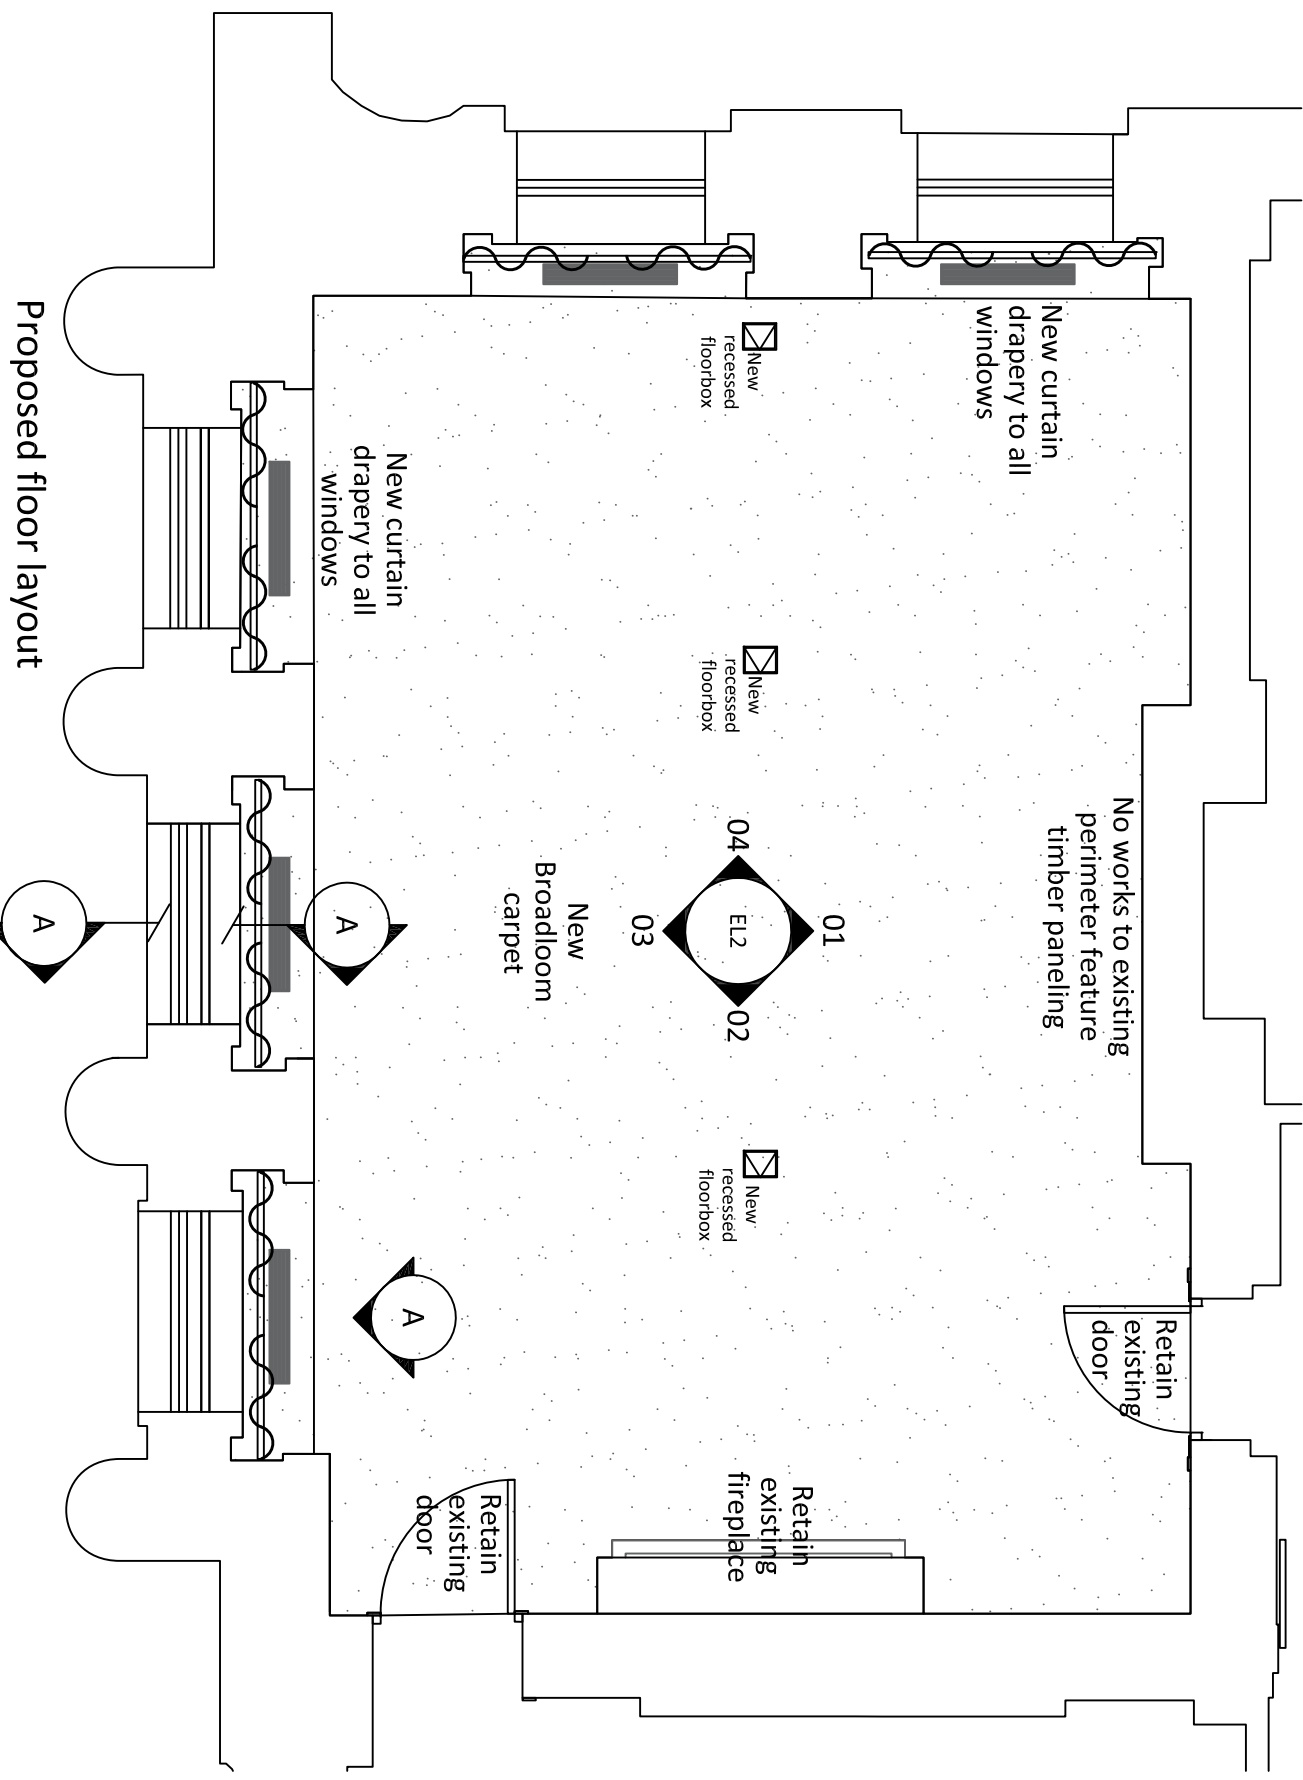 New curtain
drapery to all
windows
No works to existing
perimeter feature
timber paneling
Retain
existing
door
New
recessed
floorbox
New
recessed
floorbox
04
01
EL2
02
03
New
recessed
floorbox
Retain
existing
fireplace
New
Broadloom
carpet
New curtain
drapery to all
windows
A
A
Retain
existing
door
A
Proposed floor layout